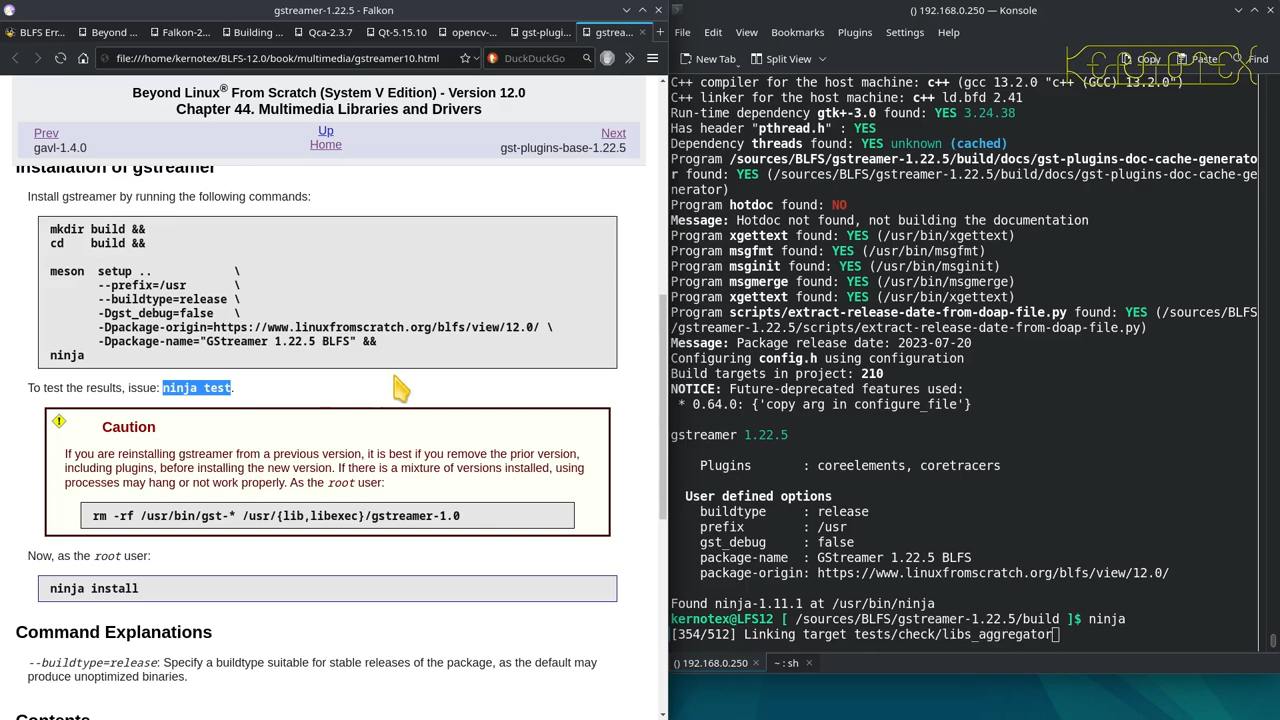 gstreamer-1.22.5 - Falkon
BLFS Err...
Beyond ...
Falkon-2...
Building ...
Qca-2.3.7
Qt-5.15.10
opencv-...
gst-plugi...
gstrea...
file:///home/kernotex/BLFS-12.0/book/multimedia/gstreamer10.html
DuckDuckGo
Beyond Linux® From Scratch (System V Edition) - Version 12.0
Chapter 44. Multimedia Libraries and Drivers
Prev
Up
Next
gavl-1.4.0
Home
gst-plugins-base-1.22.5
Installation of gstreamer
Install gstreamer by running the following commands:
mkdir build &&
cd    build &&
meson  setup ..            \
--prefix=/usr       \
--buildtype=release \
-Dgst_debug=false   \
-Dpackage-origin=https://www.linuxfromscratch.org/blfs/view/12.0/ \
-Dpackage-name="GStreamer 1.22.5 BLFS" &&
ninja
To test the results, issue: ninja test.
Caution
If you are reinstalling gstreamer from a previous version, it is best if you remove the prior version,
including plugins, before installing the new version. If there is a mixture of versions installed, using
processes may hang or not work properly. As the root user:
rm -rf /usr/bin/gst-* /usr/{lib,libexec}/gstreamer-1.0
Now, as the root user:
ninja install
Command Explanations
--buildtype=release: Specify a buildtype suitable for stable releases of the package, as the default may
produce unoptimized binaries.
Contents
() 192.168.0.250 — Konsole
File Edit View Bookmarks Plugins Settings Help
New Tab
Split View
Copy
Paste
Find
Kernotex
C++ compiler for the host machine: c++ (gcc 13.2.0 "c++ (GCC) 13.2.0")
C++ linker for the host machine: c++ ld.bfd 2.41
Run-time dependency gtk+-3.0 found: YES 3.24.38
Has header "pthread.h" : YES
Dependency threads found: YES unknown (cached)
Program /sources/BLFS/gstreamer-1.22.5/build/docs/gst-plugins-doc-cache-generato
r found: YES (/sources/BLFS/gstreamer-1.22.5/build/docs/gst-plugins-doc-cache-ge
nerator)
Program hotdoc found: NO
Message: Hotdoc not found, not building the documentation
Program xgettext found: YES (/usr/bin/xgettext)
Program msgfmt found: YES (/usr/bin/msgfmt)
Program msginit found: YES (/usr/bin/msginit)
Program msgmerge found: YES (/usr/bin/msgmerge)
Program xgettext found: YES (/usr/bin/xgettext)
Program scripts/extract-release-date-from-doap-file.py found: YES (/sources/BLFS
/gstreamer-1.22.5/scripts/extract-release-date-from-doap-file.py)
Message: Package release date: 2023-07-20
Configuring config.h using configuration
Build targets in project: 210
NOTICE: Future-deprecated features used:
* 0.64.0: {'copy arg in configure_file'}
gstreamer 1.22.5
Plugins         : coreelements, coretracers
User defined options
buildtype     : release
prefix        : /usr
gst_debug     : false
package-name  : GStreamer 1.22.5 BLFS
package-origin: https://www.linuxfromscratch.org/blfs/view/12.0/
Found ninja-1.11.1 at /usr/bin/ninja
kernotex@LFS12 [ /sources/BLFS/gstreamer-1.22.5/build ]$ ninja
[354/512] Linking target tests/check/libs_aggregator
() 192.168.0.250
~ : sh